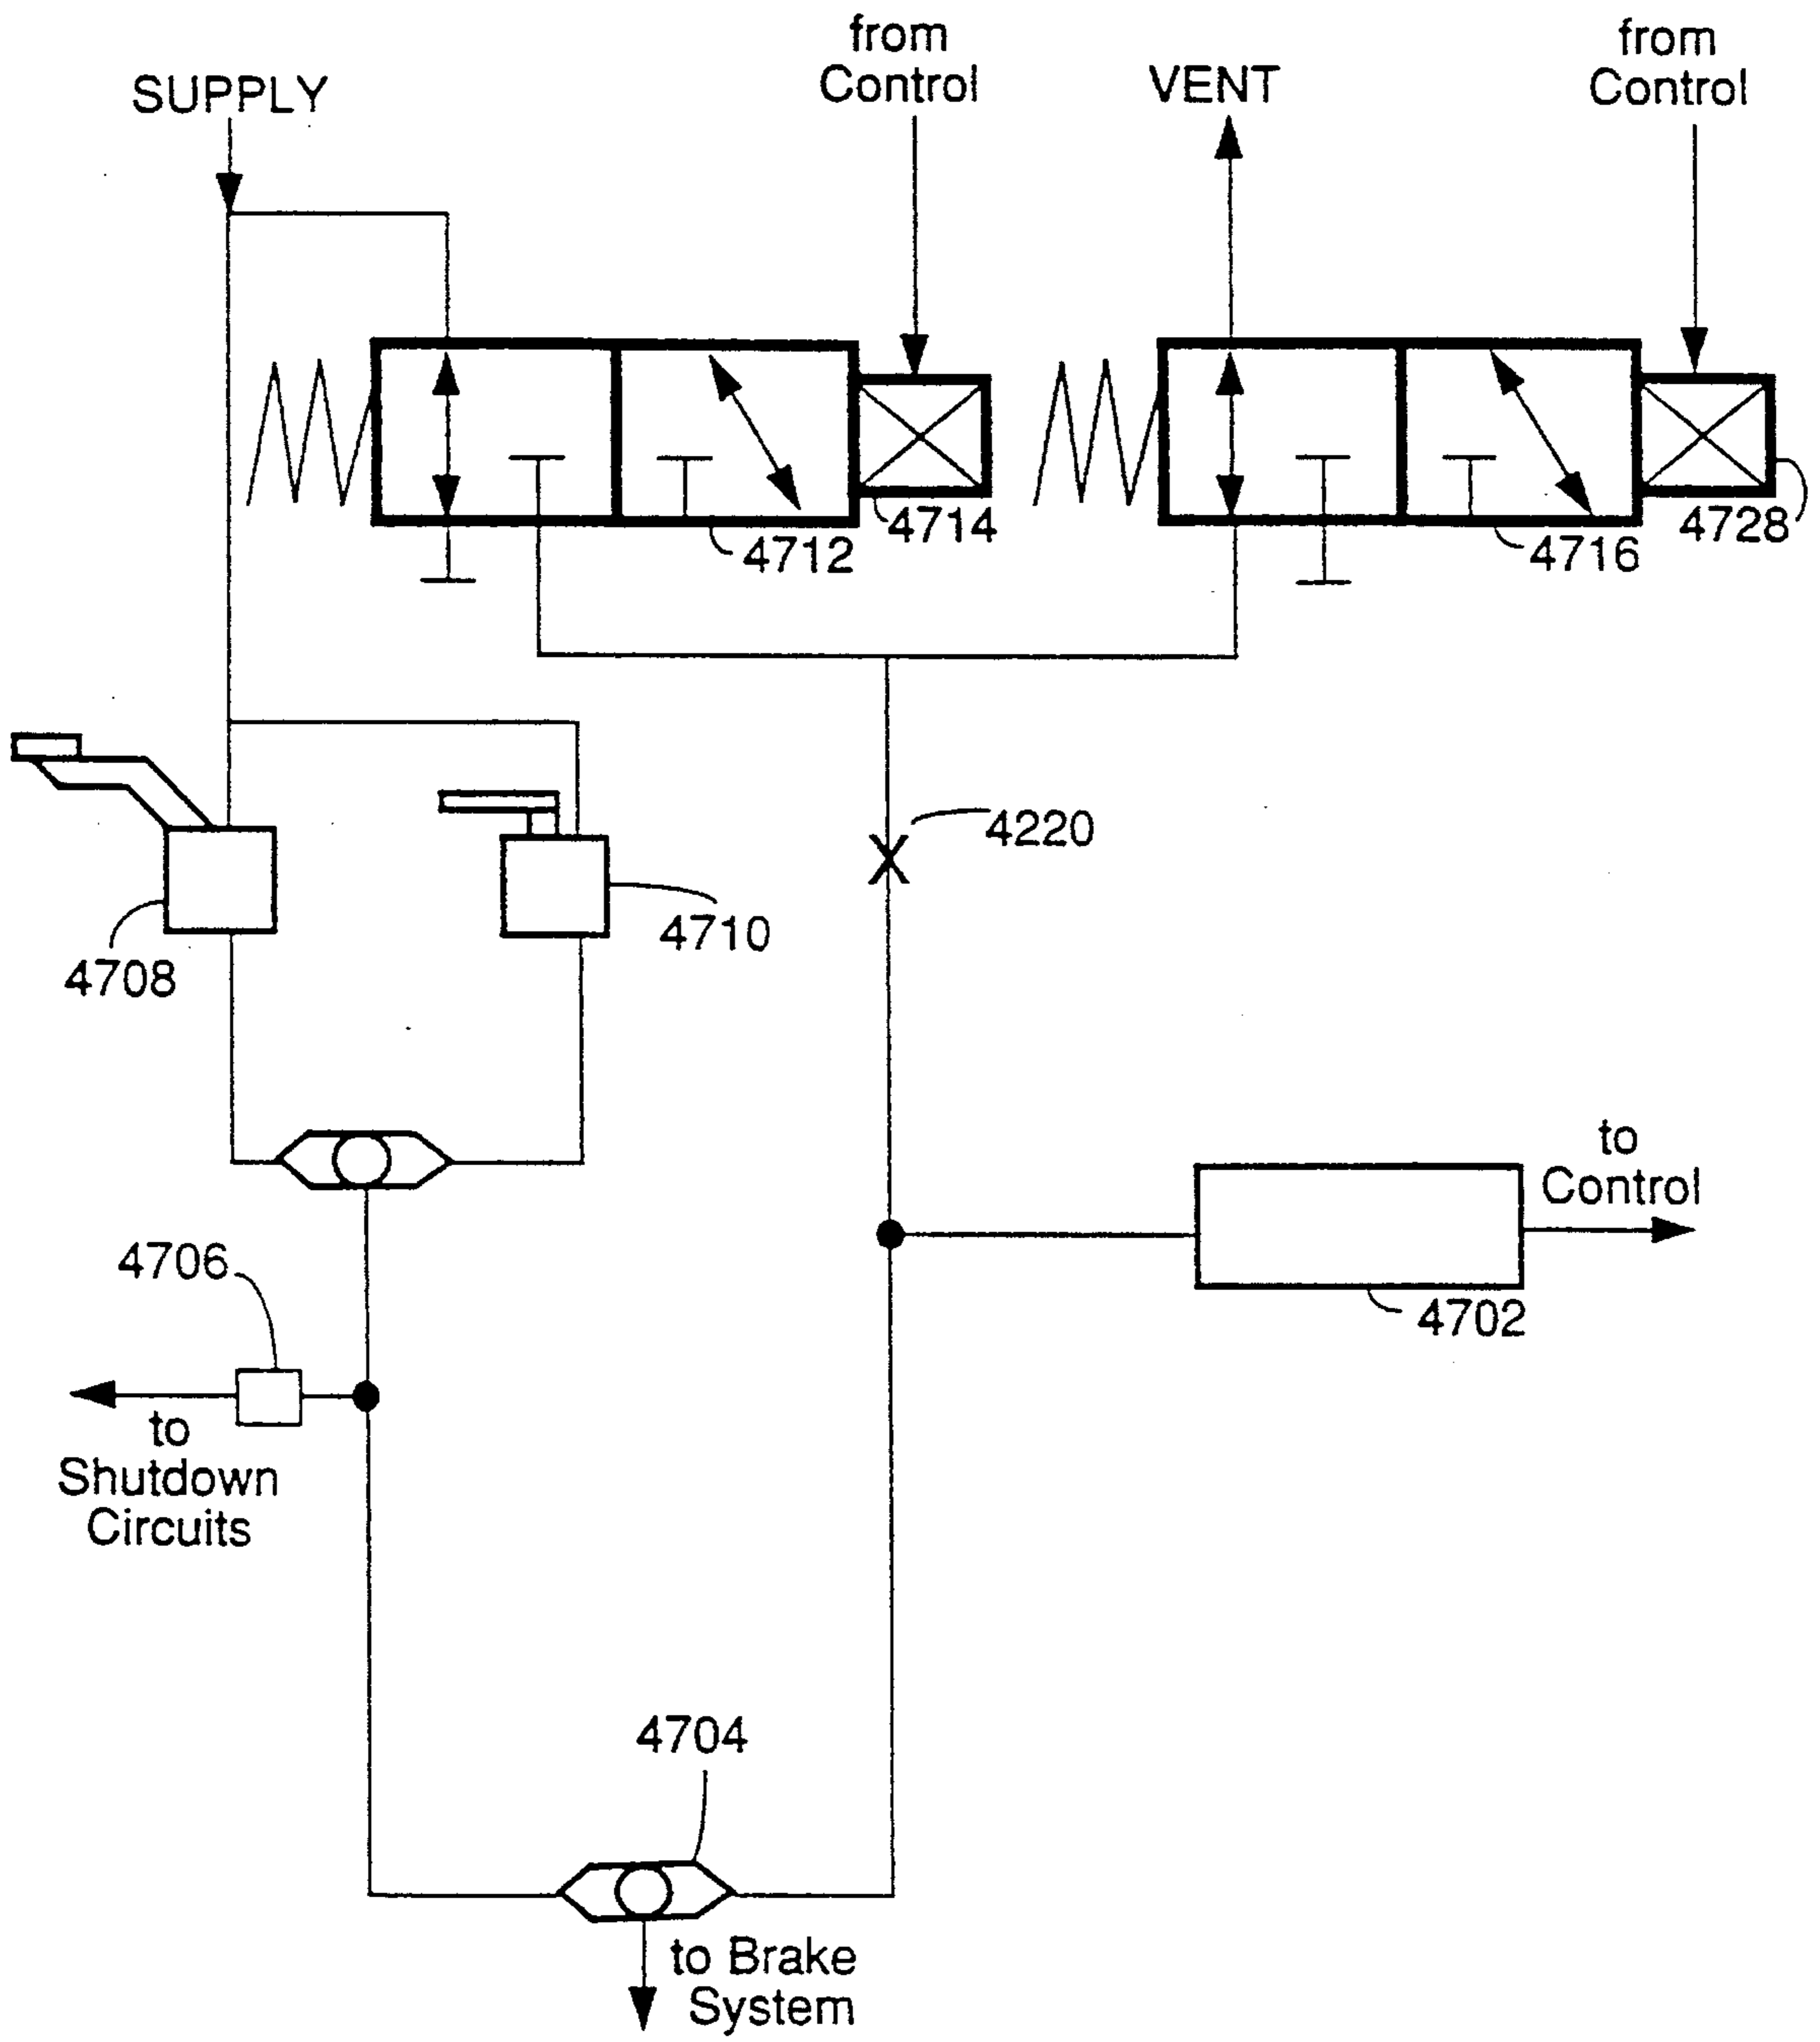 from
Control
SUPPLY
VENT
from
Control
4714
4712
4728
4716
4220
4710
4708
to
Control
4702
4706
to
Shutdown
Circuits
4704
to Brake
System